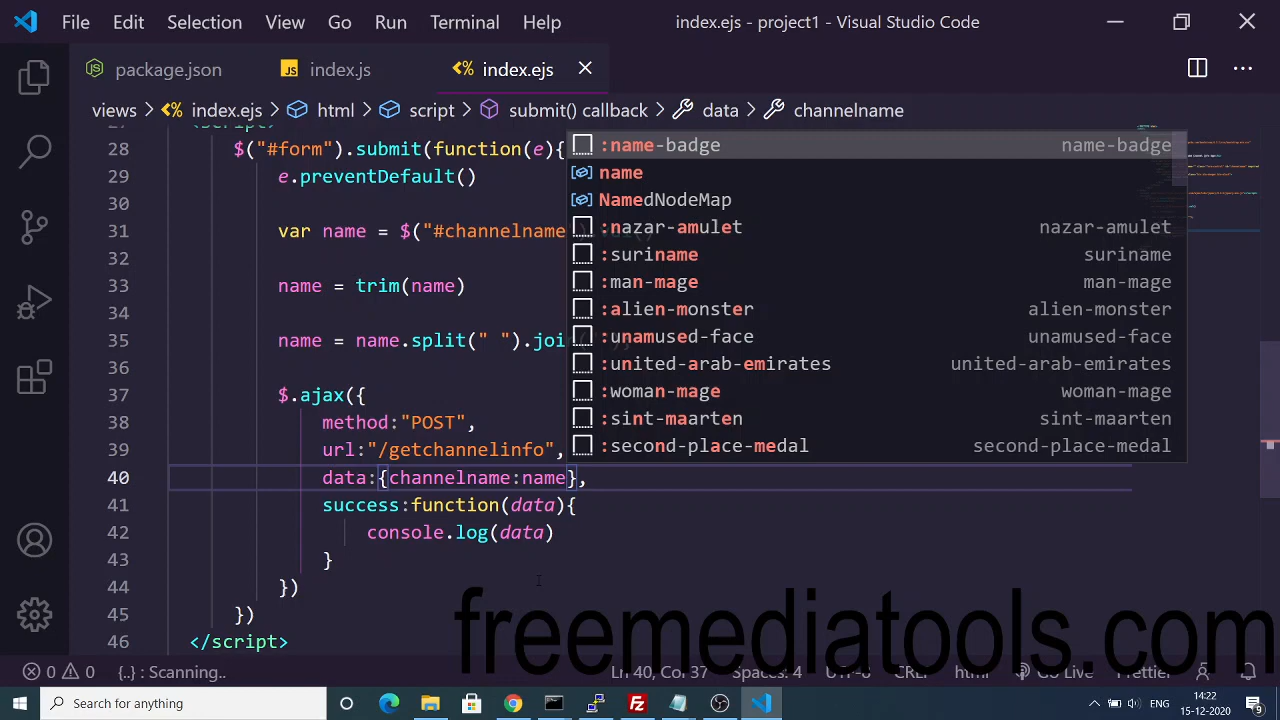 File Edit Selection View Go Run Terminal Help index.ejs - project1 - Visual Studio Code
package.json JS index.js index.ejs
views index.ejs html script submit() callback data channelname
27 <script>
28 $("#form").submit(function(e){
29 e.preventDefault()
30
31 var name = $("#channelname
32
33 name = trim(name)
34
35 name = name.split(" ").joi
36
37 $.ajax({
38 method:"POST",
39 url:"/getchannelinfo",
40 data:{channelname:name},
41 success:function(data){
42 console.log(data)
43 }
44 })
45 })
46 </script>
:name-badge name-badge
name
NamedNodeMap
:nazar-amulet nazar-amulet
:suriname suriname
:man-mage man-mage
:alien-monster alien-monster
:unamused-face unamused-face
:united-arab-emirates united-arab-emirates
:woman-mage woman-mage
:sint-maarten sint-maarten
:second-place-medal second-place-medal
freemediatools.com
0 0 {..} : Scanning.. Ln 40, Col 37 Spaces: 4 UTF-8 CRLF html Go Live Prettier
Search for anything
14:22
15-12-2020
9